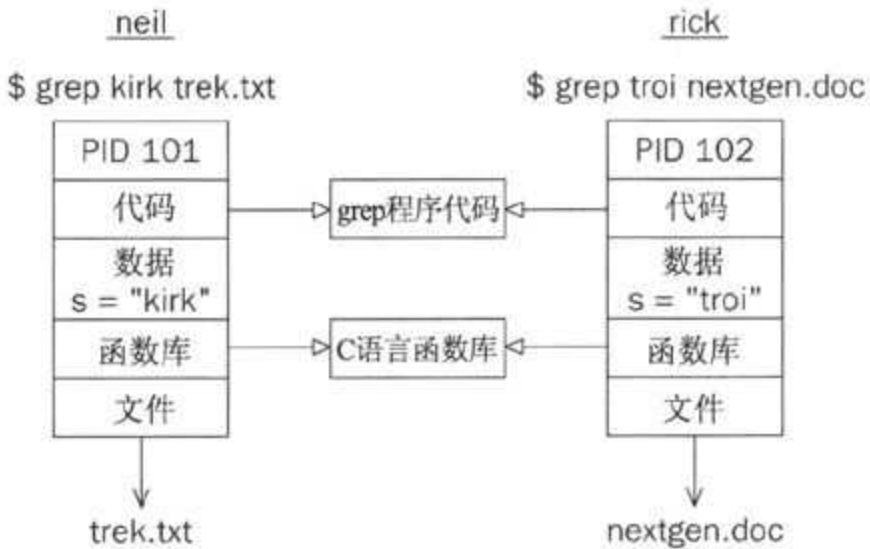 neil
$ grep kirk trek.txt
PID 101
代码
数据
s = "kirk"
函数库
文件
trek.txt
grep程序代码
C语言函数库
rick
$ grep troi nextgen.doc
PID 102
代码
数据
s = "troi"
函数库
文件
nextgen.doc